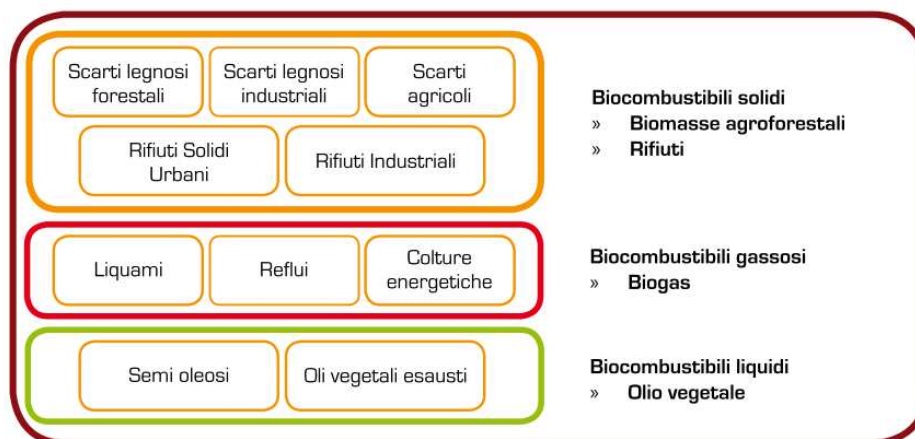 Scarti legnosi
forestali
Scarti legnosi
industriali
Scarti
agricoli
Rifiuti Solidi
Urbani
Rifiuti Industriali
Biocombustibili solidi
» Biomasse agroforestali
» Rifiuti
Liquami
Reflui
Colture
energetiche
Biocombustibili gassosi
» Biogas
Semi oleosi
Oli vegetali esausti
Biocombustibili liquidi
» Olio vegetale